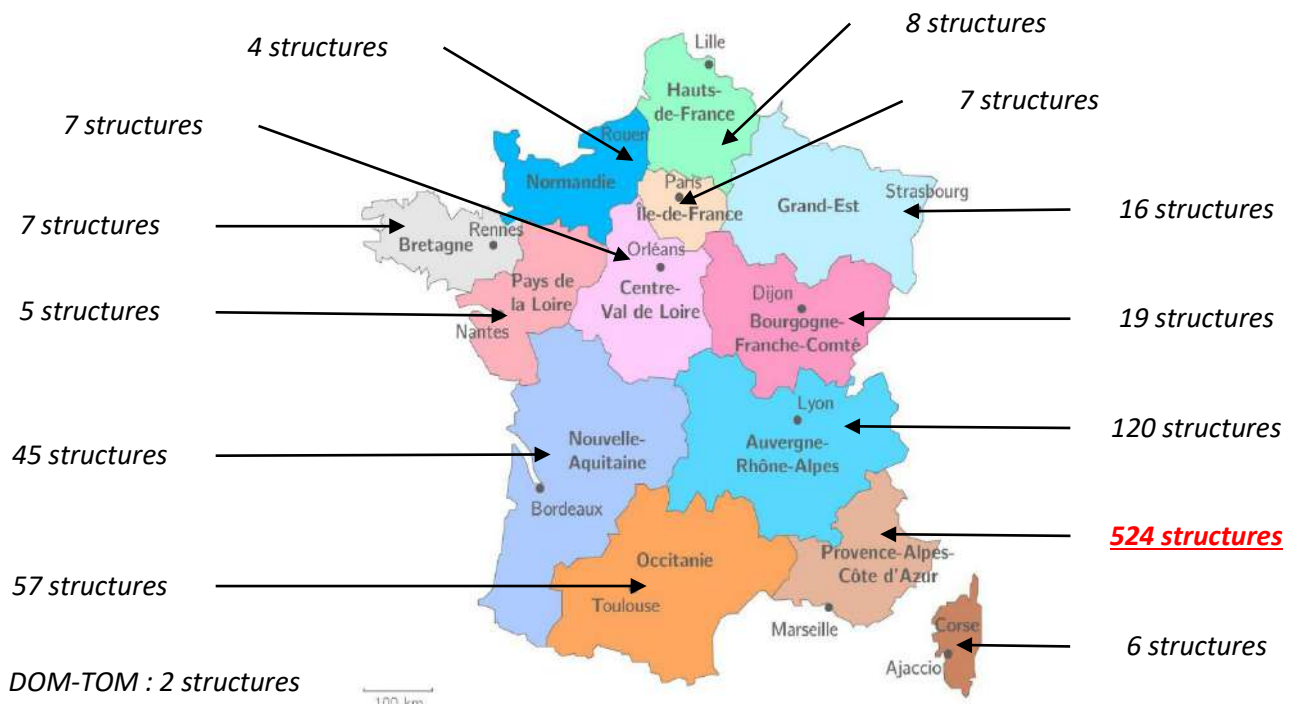 8 structures
4 structures
Lille
Hauts-
de-France
7 structures
7 structures
Rouen
Normandie
Paris
Île-de-France
Strasbourg
Grand-Est
16 structures
7 structures
Rennes
Bretagne
Orléans
Centre-
Val de Loire
Pays de
la Loire
Nantes
5 structures
Dijon
Bourgogne-
Franche-Comté
19 structures
Lyon
Auvergne-
Rhône-Alpes
120 structures
Nouvelle-
Aquitaine
Bordeaux
45 structures
524 structures
Provence-Alpes-
Côte d'Azur
Occitanie
Toulouse
57 structures
Marseille
Corse
Ajaccio
6 structures
DOM-TOM : 2 structures
100 km